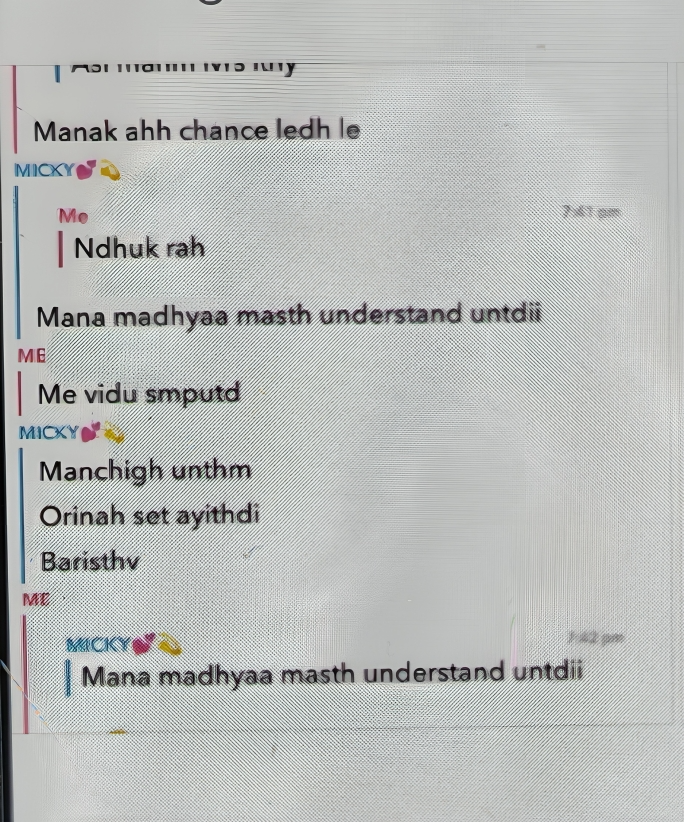 Manak ahh chance ledh le
MICKY💕💫
Me
7:41 pm
Ndhuk rah
Mana madhyaa masth understand untdii
ME
Me vidu smputd
MICKY💕💫
Manchigh unthm
Orinah set ayithdi
Baristhv
ME
MICKY💕💫
7:42 pm
Mana madhyaa masth understand untdii